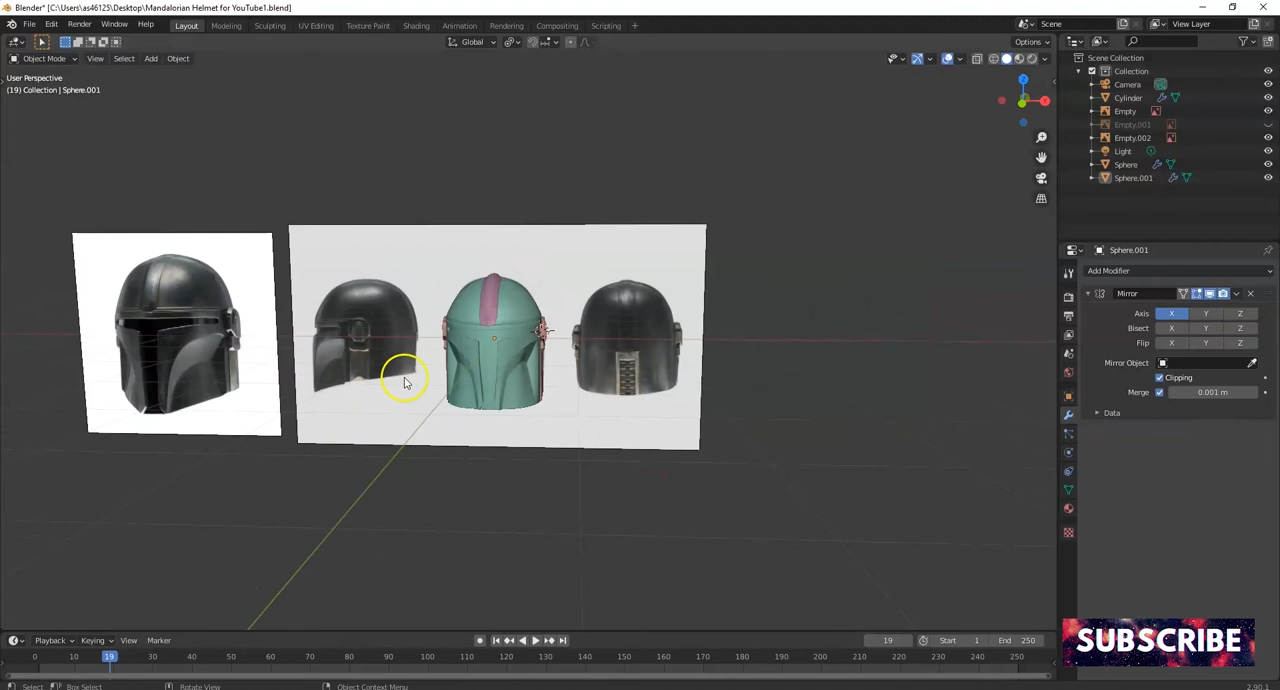 Blender* [C:\Users\as46125\Desktop\Mandalorian Helmet for YouTube1.blend]
File Edit Render Window Help Layout Modeling Sculpting UV Editing Texture Paint Shading Animation Rendering Compositing Scripting + Scene View Layer
Global Options
Object Mode View Select Add Object
User Perspective
(19) Collection | Sphere.001
Z
X
Scene Collection
Collection
Camera
Cylinder
Empty
Empty.001
Empty.002
Light
Sphere
Sphere.001
Sphere.001
Add Modifier
Mirror
Axis X Y Z
Bisect X Y Z
Flip X Y Z
Mirror Object
Clipping
Merge 0.001 m
Data
SUBSCRIBE
Playback Keying View Marker 19 Start 1 End 250
0 10 19 30 40 50 60 70 80 90 100 110 120 130 140 150 160 170 180 190 200 210 220 230 240 250
Select Box Select Rotate View Object Context Menu 2.90.1